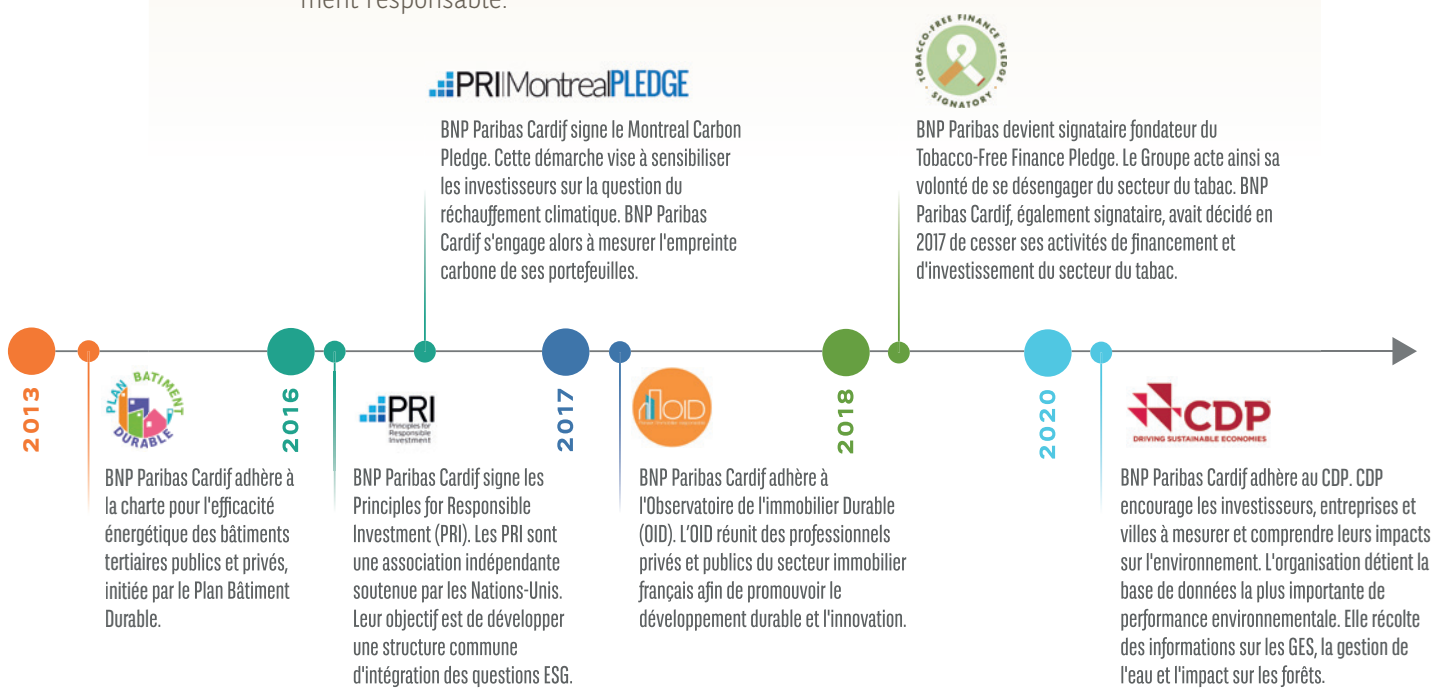 ment responsable.
TOBACCO-FREE FINANCE PLEDGE
SIGNATORY
PRI Montreal PLEDGE
BNP Paribas Cardif signe le Montreal Carbon
Pledge. Cette démarche vise à sensibiliser
les investisseurs sur la question du
réchauffement climatique. BNP Paribas
Cardif s'engage alors à mesurer l'empreinte
carbone de ses portefeuilles.
BNP Paribas devient signataire fondateur du
Tobacco-Free Finance Pledge. Le Groupe acte ainsi sa
volonté de se désengager du secteur du tabac. BNP
Paribas Cardif, également signataire, avait décidé en
2017 de cesser ses activités de financement et
d'investissement du secteur du tabac.
2013
PLAN BATIMENT
DURABLE
BNP Paribas Cardif adhère à
la charte pour l'efficacité
énergétique des bâtiments
tertiaires publics et privés,
initiée par le Plan Bâtiment
Durable.
2016
PRI
Principles for
Responsible
Investment
BNP Paribas Cardif signe les
Principles for Responsible
Investment (PRI). Les PRI sont
une association indépendante
soutenue par les Nations-Unis.
Leur objectif est de développer
une structure commune
d'intégration des questions ESG.
2017
OID
BNP Paribas Cardif adhère à
l'Observatoire de l'immobilier Durable
(OID). L'OID réunit des professionnels
privés et publics du secteur immobilier
français afin de promouvoir le
développement durable et l'innovation.
2018
2020
CDP
DRIVING SUSTAINABLE ECONOMIES
BNP Paribas Cardif adhère au CDP. CDP
encourage les investisseurs, entreprises et
villes à mesurer et comprendre leurs impacts
sur l'environnement. L'organisation détient la
base de données la plus importante de
performance environnementale. Elle récolte
des informations sur les GES, la gestion de
l'eau et l'impact sur les forêts.